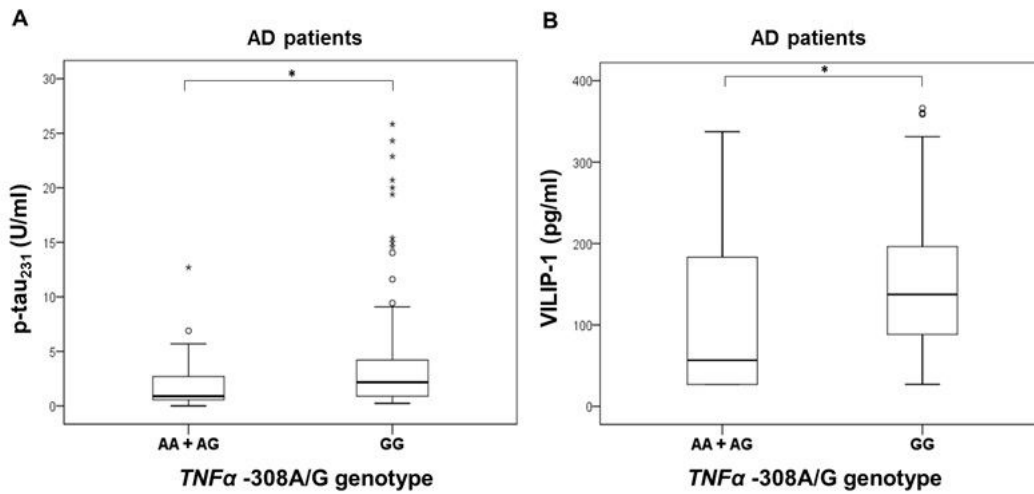 A
AD patients
*
30
25
20
15
10
5
0
p-tau231 (U/ml)
AA + AG
GG
TNFα -308A/G genotype
B
AD patients
*
400
300
200
100
0
VILIP-1 (pg/ml)
AA + AG
GG
TNFα -308A/G genotype